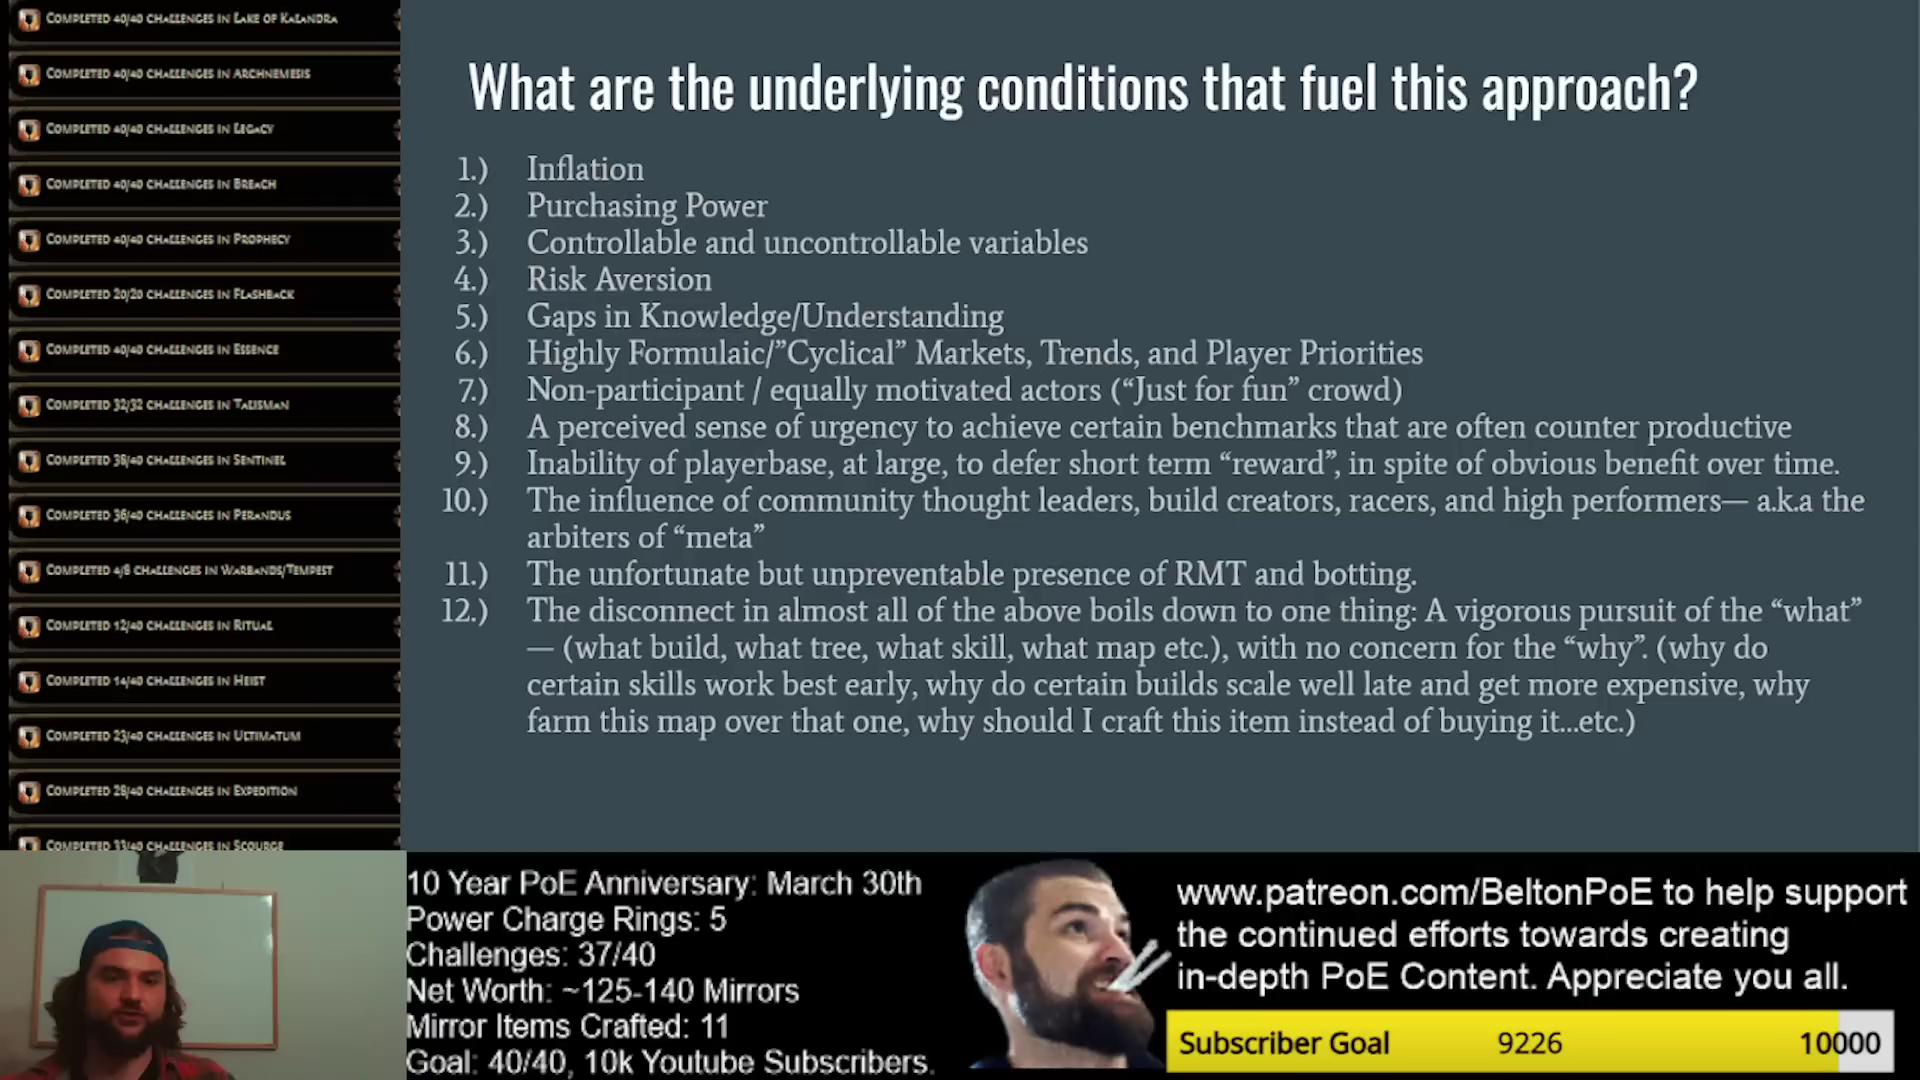 Completed 40/40 challenges in Lake of Kalandra
Completed 40/40 challenges in Archnemesis
Completed 40/40 challenges in Legacy
Completed 40/40 challenges in Breach
Completed 40/40 challenges in Prophecy
Completed 20/20 challenges in Flashback
Completed 40/40 challenges in Essence
Completed 32/32 challenges in Talisman
Completed 38/40 challenges in Sentinel
Completed 36/40 challenges in Perandus
Completed 4/8 challenges in Warbands/Tempest
Completed 12/40 challenges in Ritual
Completed 14/40 challenges in Heist
Completed 23/40 challenges in Ultimatum
Completed 28/40 challenges in Expedition
Completed 33/40 challenges in Scourge
What are the underlying conditions that fuel this approach?
1.) Inflation
2.) Purchasing Power
3.) Controllable and uncontrollable variables
4.) Risk Aversion
5.) Gaps in Knowledge/Understanding
6.) Highly Formulaic/”Cyclical” Markets, Trends, and Player Priorities
7.) Non-participant / equally motivated actors (“Just for fun” crowd)
8.) A perceived sense of urgency to achieve certain benchmarks that are often counter productive
9.) Inability of playerbase, at large, to defer short term “reward”, in spite of obvious benefit over time.
10.) The influence of community thought leaders, build creators, racers, and high performers— a.k.a the
arbiters of “meta”
11.) The unfortunate but unpreventable presence of RMT and botting.
12.) The disconnect in almost all of the above boils down to one thing: A vigorous pursuit of the “what”
— (what build, what tree, what skill, what map etc.), with no concern for the “why”. (why do
certain skills work best early, why do certain builds scale well late and get more expensive, why
farm this map over that one, why should I craft this item instead of buying it...etc.)
10 Year PoE Anniversary: March 30th
Power Charge Rings: 5
Challenges: 37/40
Net Worth: ~125-140 Mirrors
Mirror Items Crafted: 11
Goal: 40/40, 10k Youtube Subscribers.
www.patreon.com/BeltonPoE to help support
the continued efforts towards creating
in-depth PoE Content. Appreciate you all.
Subscriber Goal 9226 10000